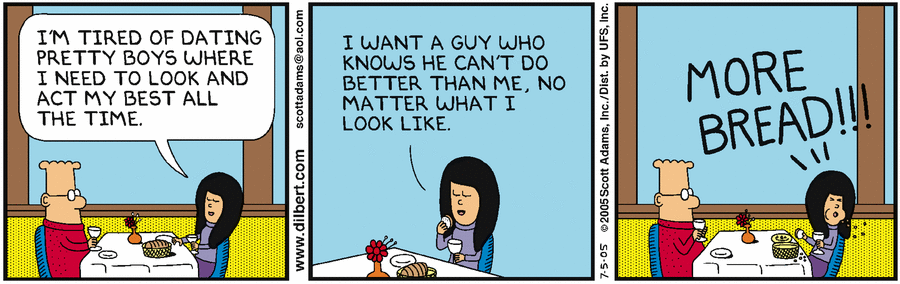 I'M TIRED OF DATING
PRETTY BOYS WHERE
I NEED TO LOOK AND
ACT MY BEST ALL
THE TIME.
www.dilbert.com
scottadams@aol.com
I WANT A GUY WHO
KNOWS HE CAN'T DO
BETTER THAN ME, NO
MATTER WHAT I
LOOK LIKE.
7-5-05 © 2005 Scott Adams, Inc./Dist. by UFS, Inc.
MORE
BREAD!!!